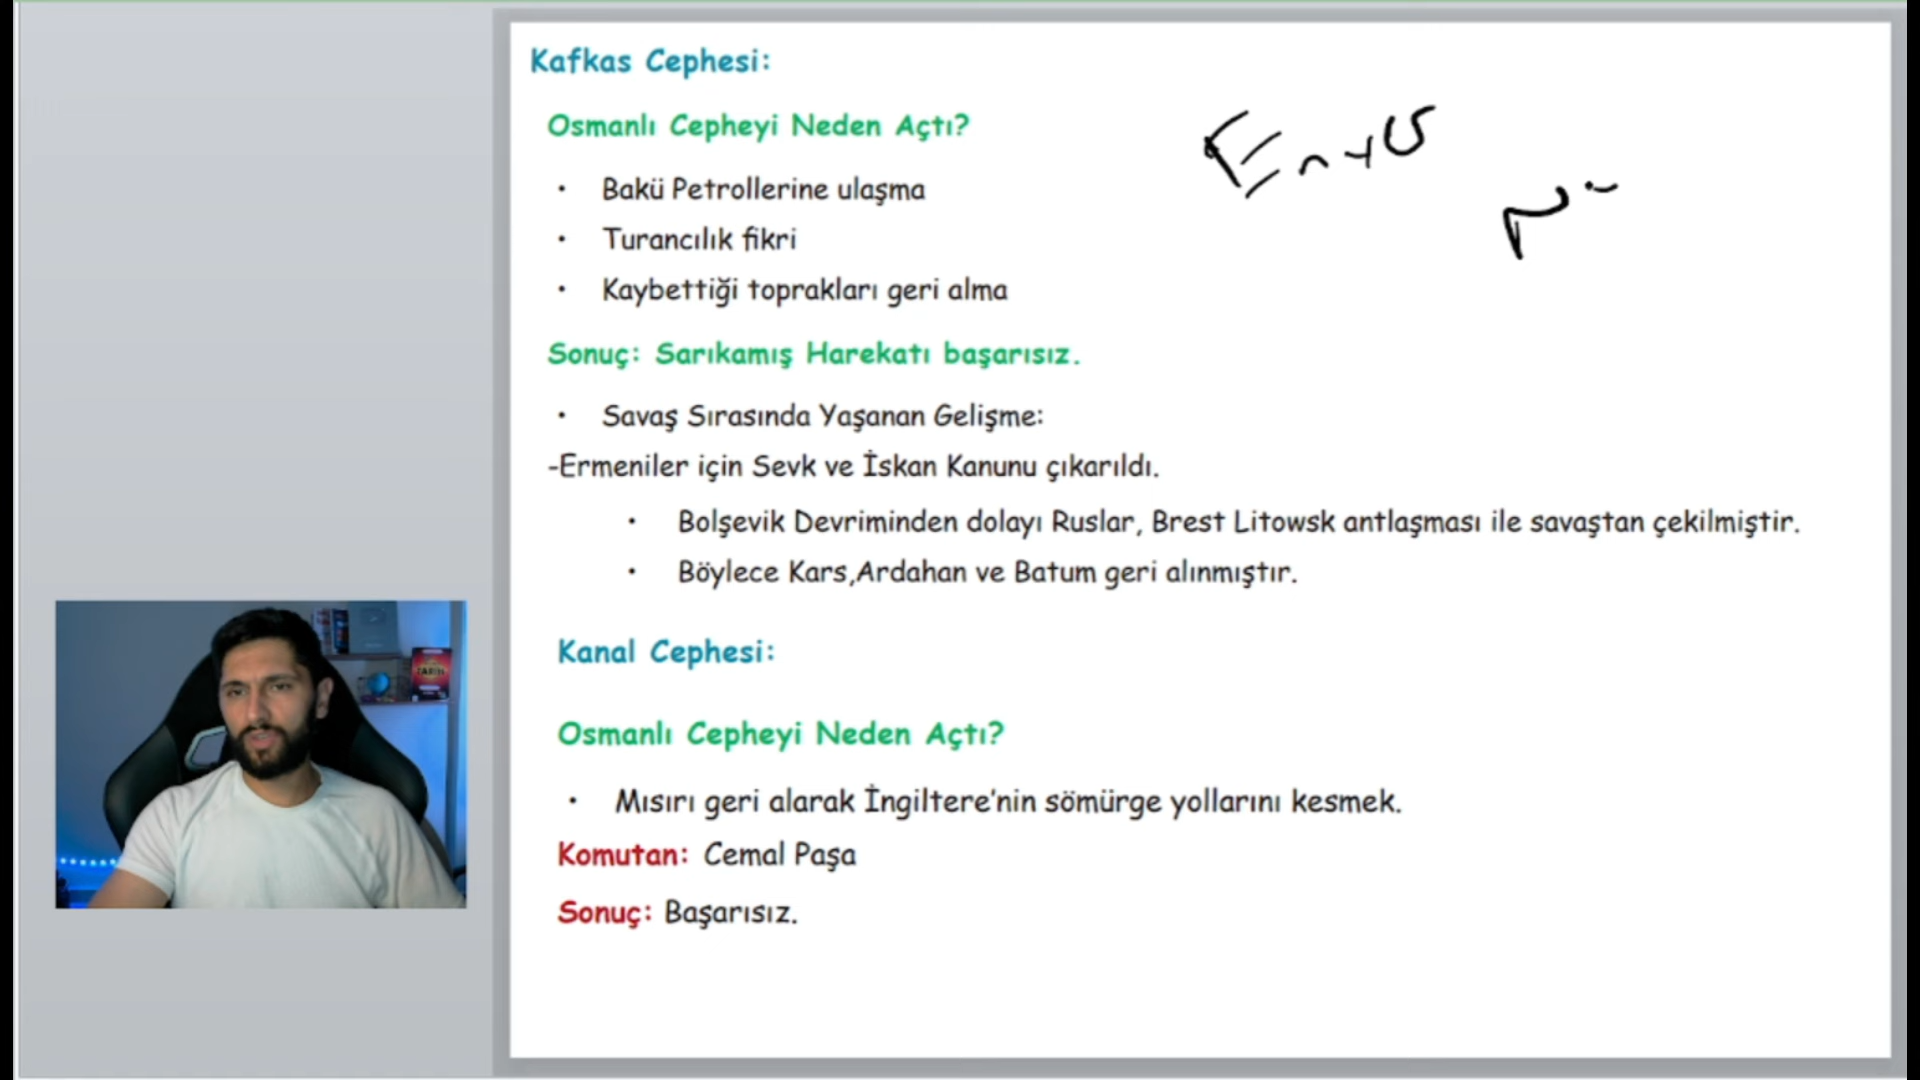 Kafkas Cephesi:
Osmanlı Cepheyi Neden Açtı?
• Bakü Petrollerine ulaşma
• Turancılık fikri
• Kaybettiği toprakları geri alma
Sonuç: Sarıkamış Harekatı başarısız.
• Savaş Sırasında Yaşanan Gelişme:
-Ermeniler için Sevk ve İskan Kanunu çıkarıldı.
• Bolşevik Devriminden dolayı Ruslar, Brest Litowsk antlaşması ile savaştan çekilmiştir.
• Böylece Kars,Ardahan ve Batum geri alınmıştır.
Kanal Cephesi:
Osmanlı Cepheyi Neden Açtı?
• Mısırı geri alarak İngiltere'nin sömürge yollarını kesmek.
Komutan: Cemal Paşa
Sonuç: Başarısız.
TARİH